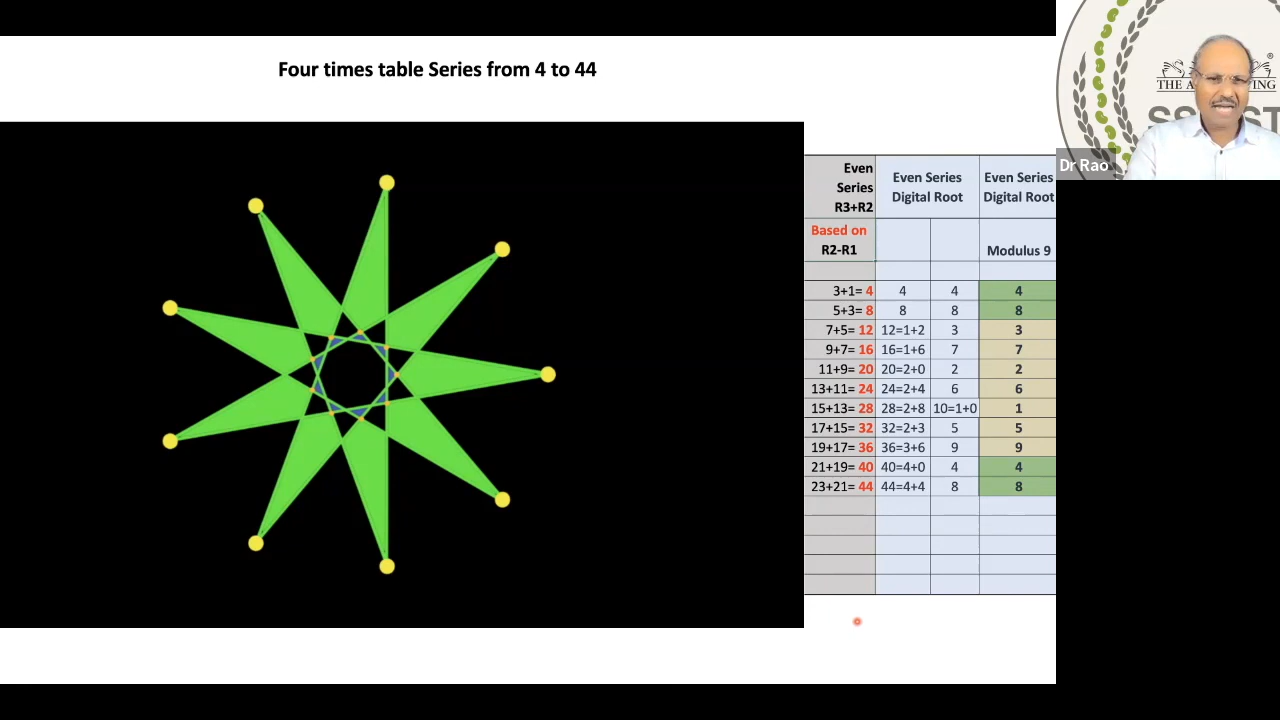 Four times table Series from 4 to 44
THE A
ING
®
Dr Rao
Even Series R3+R2
Even Series Digital Root
Even Series Digital Root
Based on R2-R1
Modulus 9
3+1= 4 4 4 4
5+3= 8 8 8 8
7+5= 12 12=1+2 3 3
9+7= 16 16=1+6 7 7
11+9= 20 20=2+0 2 2
13+11= 24 24=2+4 6 6
15+13= 28 28=2+8 10=1+0 1
17+15= 32 32=2+3 5 5
19+17= 36 36=3+6 9 9
21+19= 40 40=4+0 4 4
23+21= 44 44=4+4 8 8